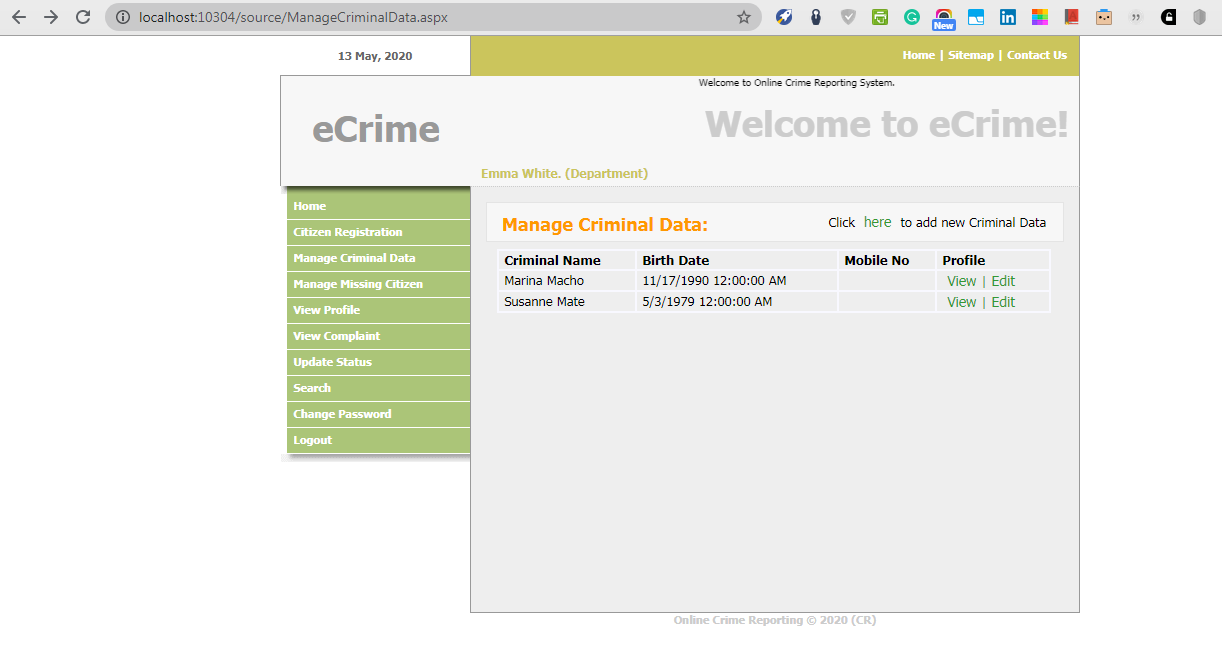 localhost:10304/source/ManageCriminalData.aspx
New
13 May, 2020
Home | Sitemap | Contact Us
Welcome to Online Crime Reporting System.
eCrime
Welcome to eCrime!
Emma White. (Department)
Home
Citizen Registration
Manage Criminal Data
Manage Missing Citizen
View Profile
View Complaint
Update Status
Search
Change Password
Logout
Manage Criminal Data:
Click here to add new Criminal Data
Criminal Name Birth Date Mobile No Profile
Marina Macho 11/17/1990 12:00:00 AM View | Edit
Susanne Mate 5/3/1979 12:00:00 AM View | Edit
Online Crime Reporting © 2020 (CR)